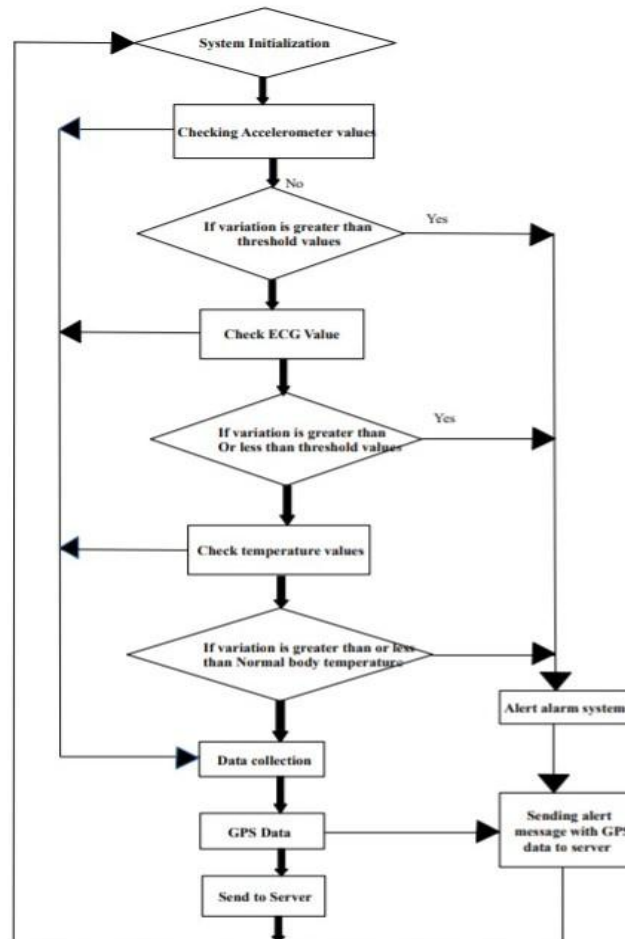 System Initialization
Checking Accelerometer values
No
If variation is greater than
threshold values
Yes
Check ECG Value
If variation is greater than
Or less than threshold values
Yes
Check temperature values
If variation is greater than or less
than Normal body temperature
Alert alarm system
Data collection
Sending alert
message with GPS
data to server
GPS Data
Send to Server